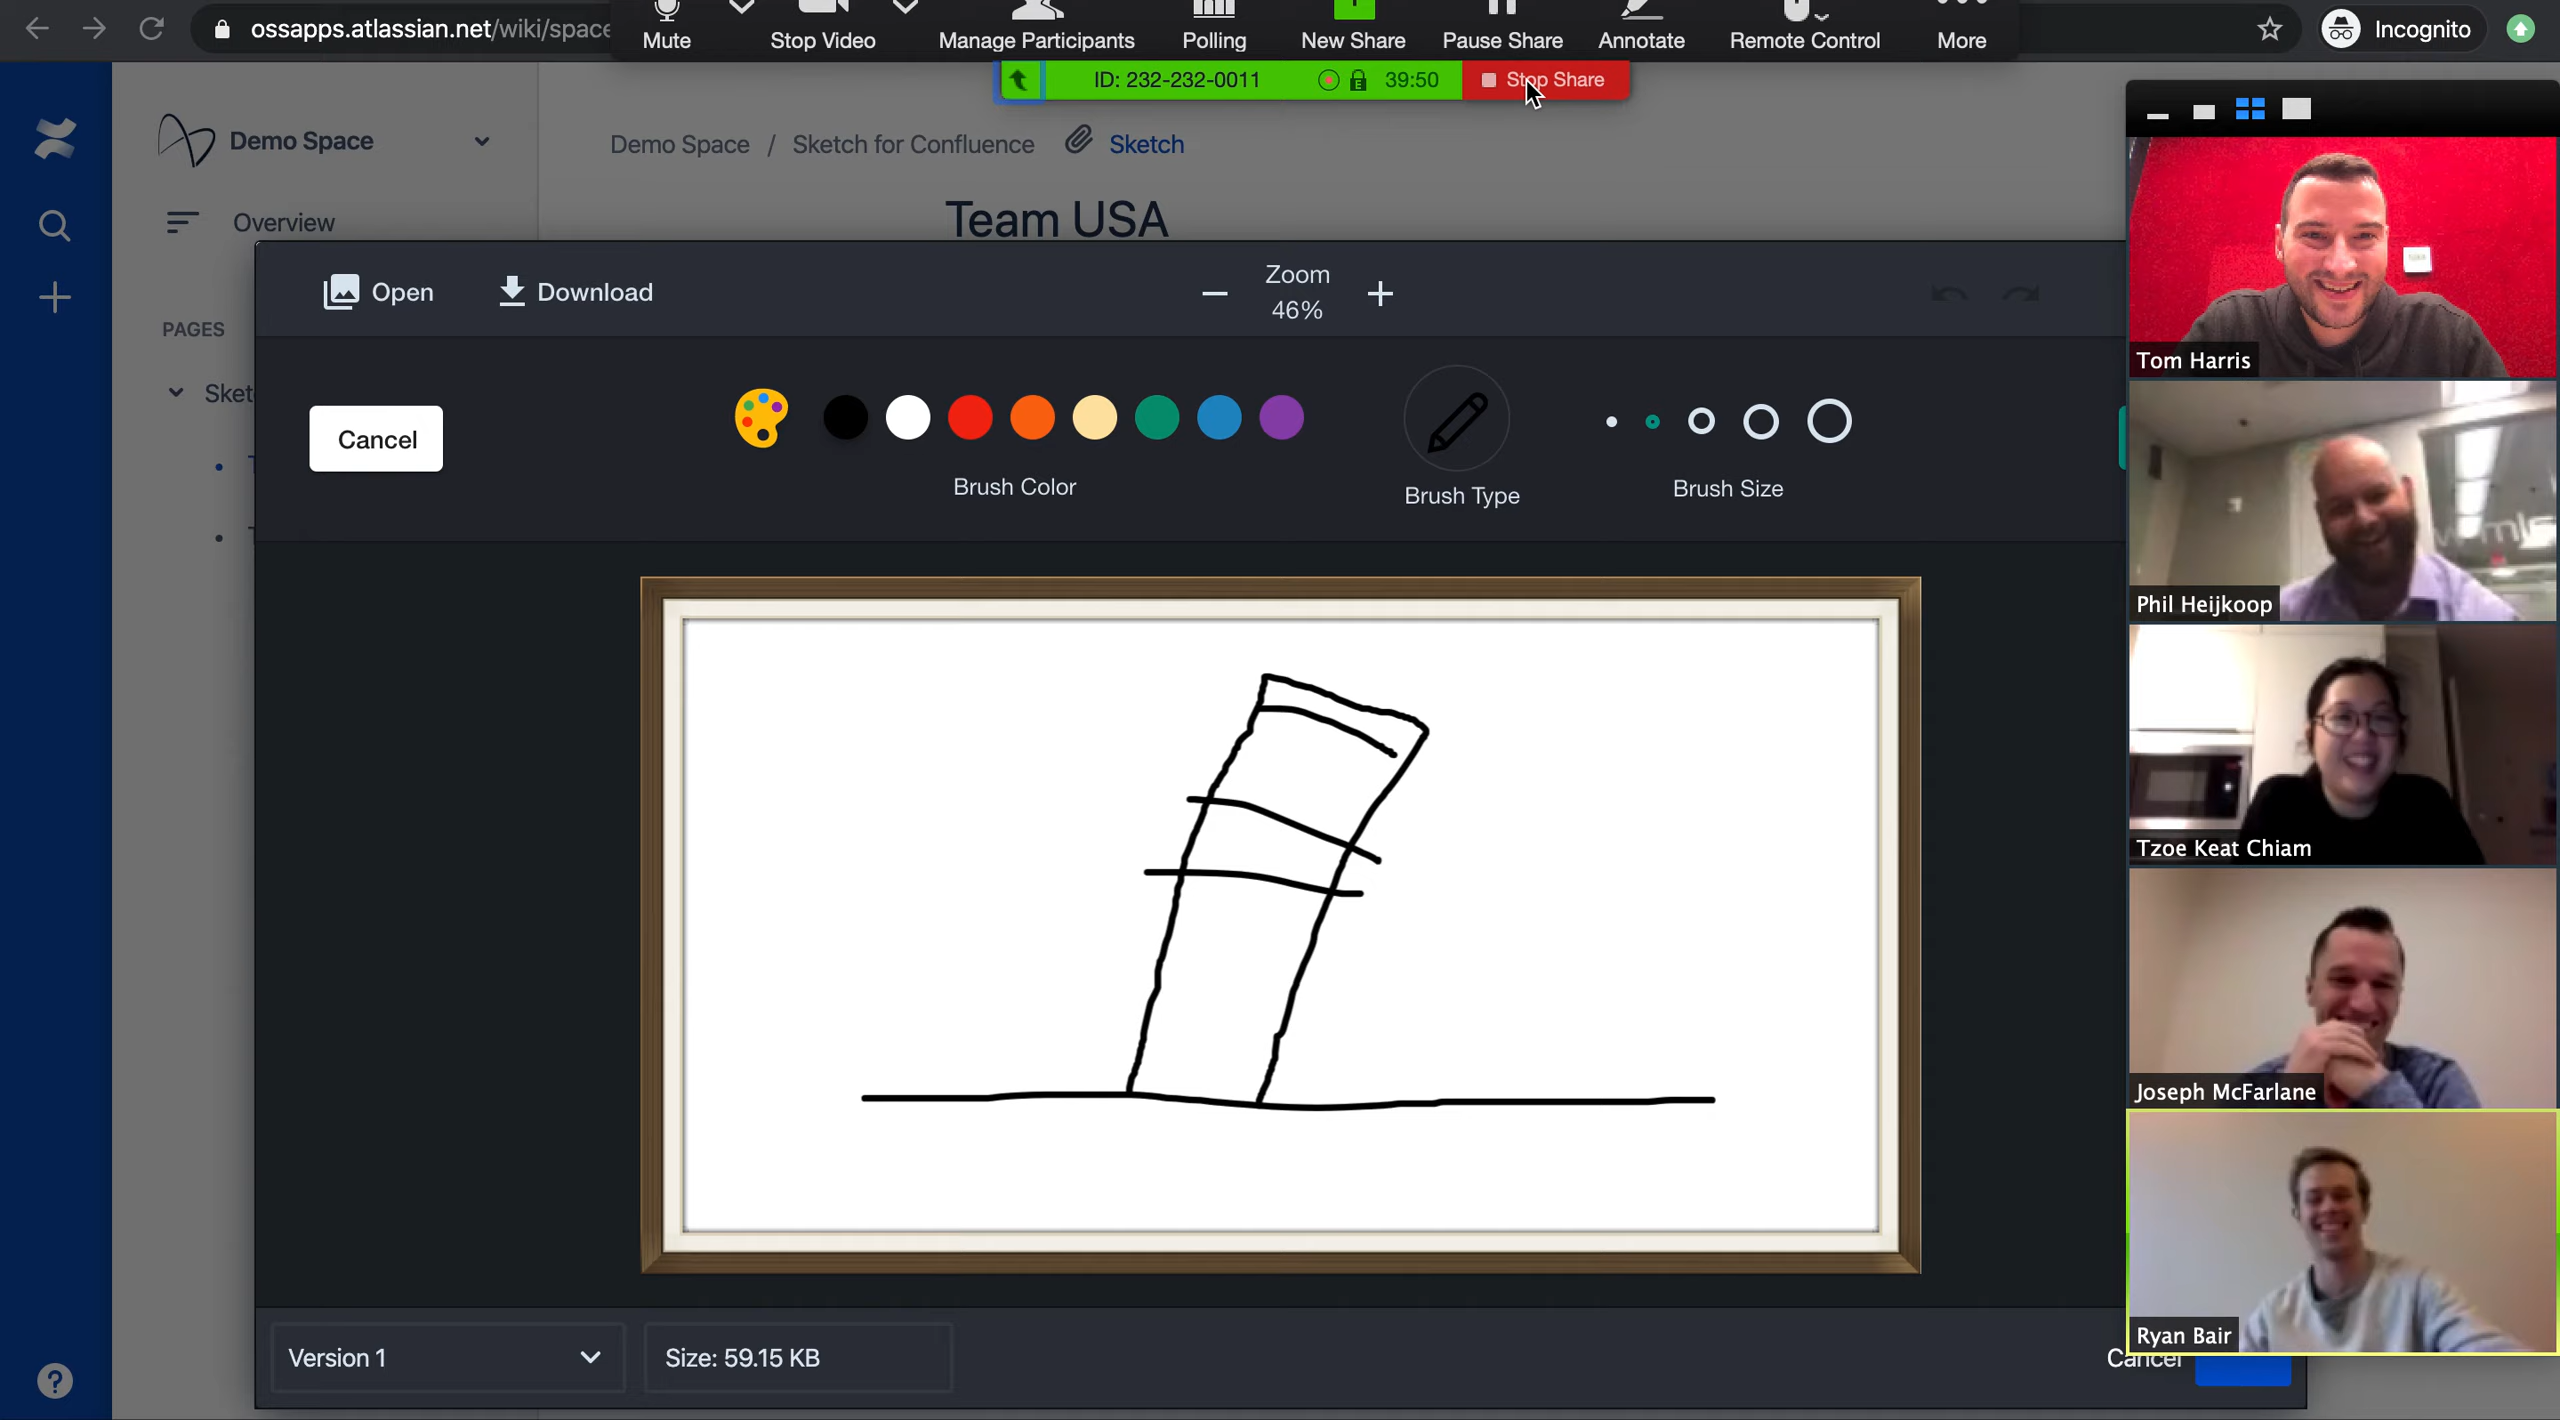 ossapps.atlassian.net/wiki/space
Mute
Stop Video
Manage Participants
Polling
New Share
Pause Share
Annotate
Remote Control
More
Incognito
ID: 232-232-0011
39:50
Stop Share
Demo Space
Demo Space / Sketch for Confluence
Sketch
Overview
Team USA
Open
Download
Zoom
46%
PAGES
Sket
Cancel
Brush Color
Brush Type
Brush Size
Tom Harris
Phil Heijkoop
Tzoe Keat Chiam
Joseph McFarlane
Ryan Bair
Version 1
Size: 59.15 KB
Cancel